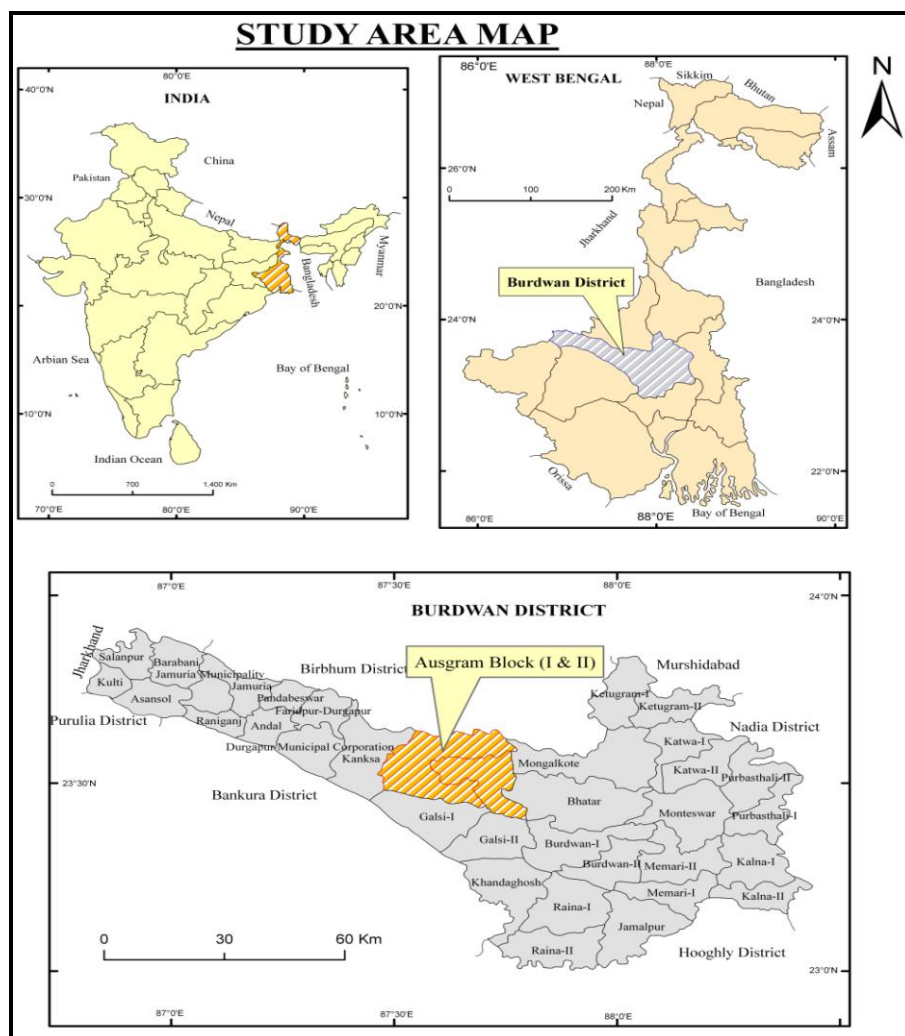 STUDY AREA MAP
N
80°0'E
INDIA
40°0'N
30°0'N
20°0'N
10°0'N
China
Pakistan
Nepal
Myanmar
Bangladesh
Arbian Sea
Bay of Bengal
Indian Ocean
0 700 1,400 Km
70°0'E 80°0'E 90°0'E
20°0'N
10°0'N
86°0'E 88°0'E
WEST BENGAL
Sikkim
Nepal
Bhutan
Assam
26°0'N
0 100 200 Km
Jharkhand
Bangladesh
Burdwan District
24°0'N 24°0'N
22°0'N
Orissa
Bay of Bengal
86°0'E 88°0'E 90°0'E
87°0'E 87°30'E 88°0'E
24°0'N
BURDWAN DISTRICT
Ausgram Block (I & II)
Jharkhand
Salanpur
Barabani
Jamuria Municipality
Kulti
Jamuria
Birbhum District
Murshidabad
Asansol
Pandabeswar
Faridpur-Durgapur
Ketugram-I
Ketugram-II
Purulia District
Raniganj
Andal
Nadia District
Durgapur Municipal Corporation
Kanksa
Mongalkote
Katwa-I
Katwa-II
Purbasthali-II
23°30'N
Bankura District
Bhatar
Monteswar
Purbasthali-I
Galsi-I
Galsi-II
Burdwan-I
Burdwan-II
Memari-II
Kalna-I
Khandaghosh
Memari-I
Kalna-II
Raina-I
Jamalpur
Raina-II
Hooghly District
0 30 60 Km
23°0'N
87°0'E 87°30'E 88°0'E